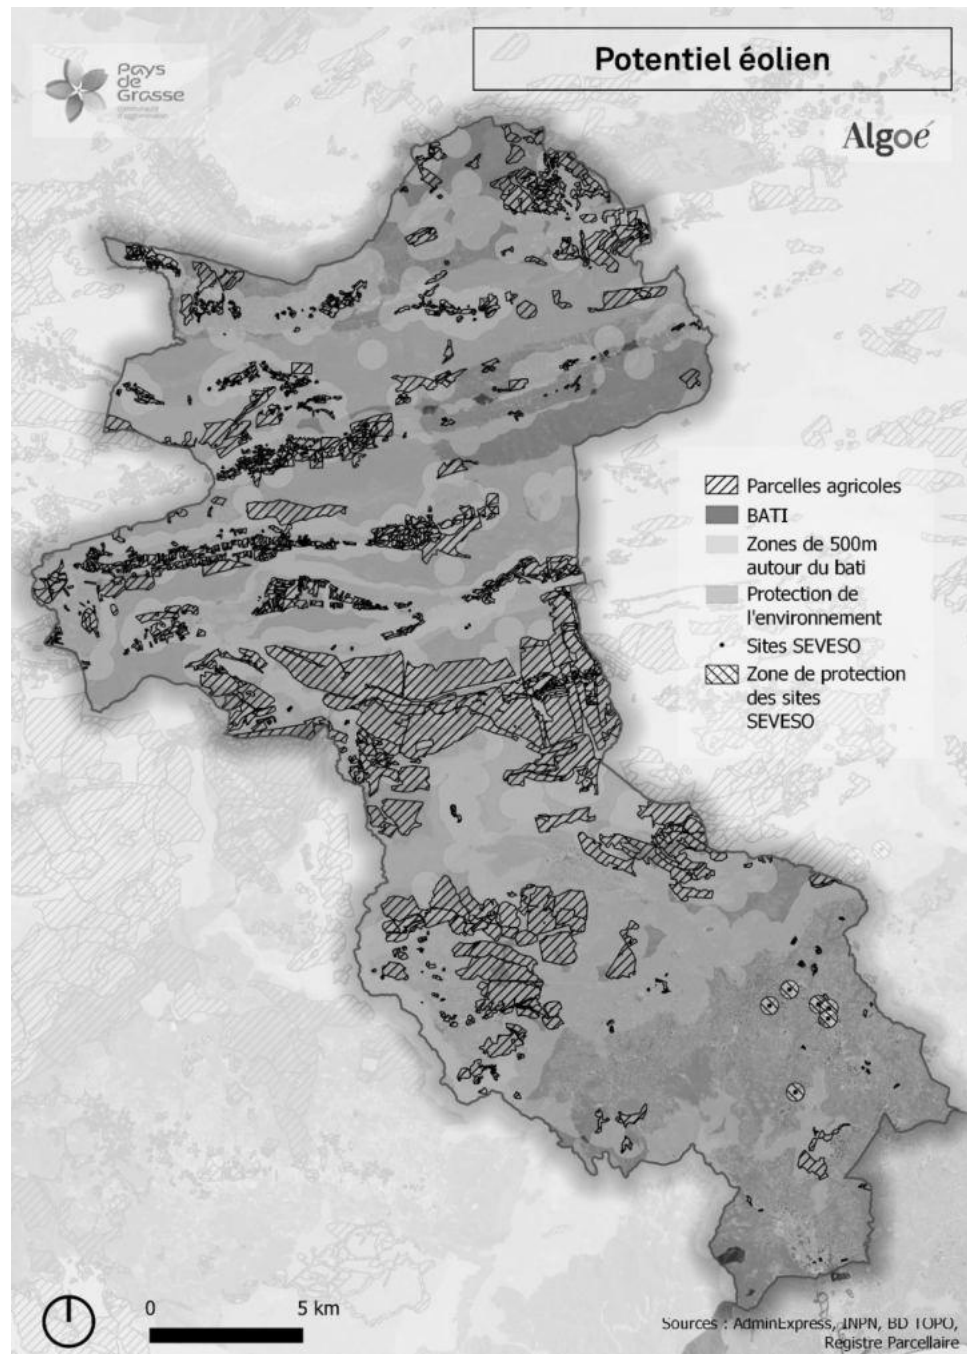 Potentiel éolien
Pays
de
Grasse
Algoé
Parcelles agricoles
BATI
Zones de 500m
autour du bati
Protection de
l'environnement
Sites SEVESO
Zone de protection
des sites
SEVESO
0 5 km
Sources : AdminExpress, INPN, BD TOPO,
Registre Parcellaire